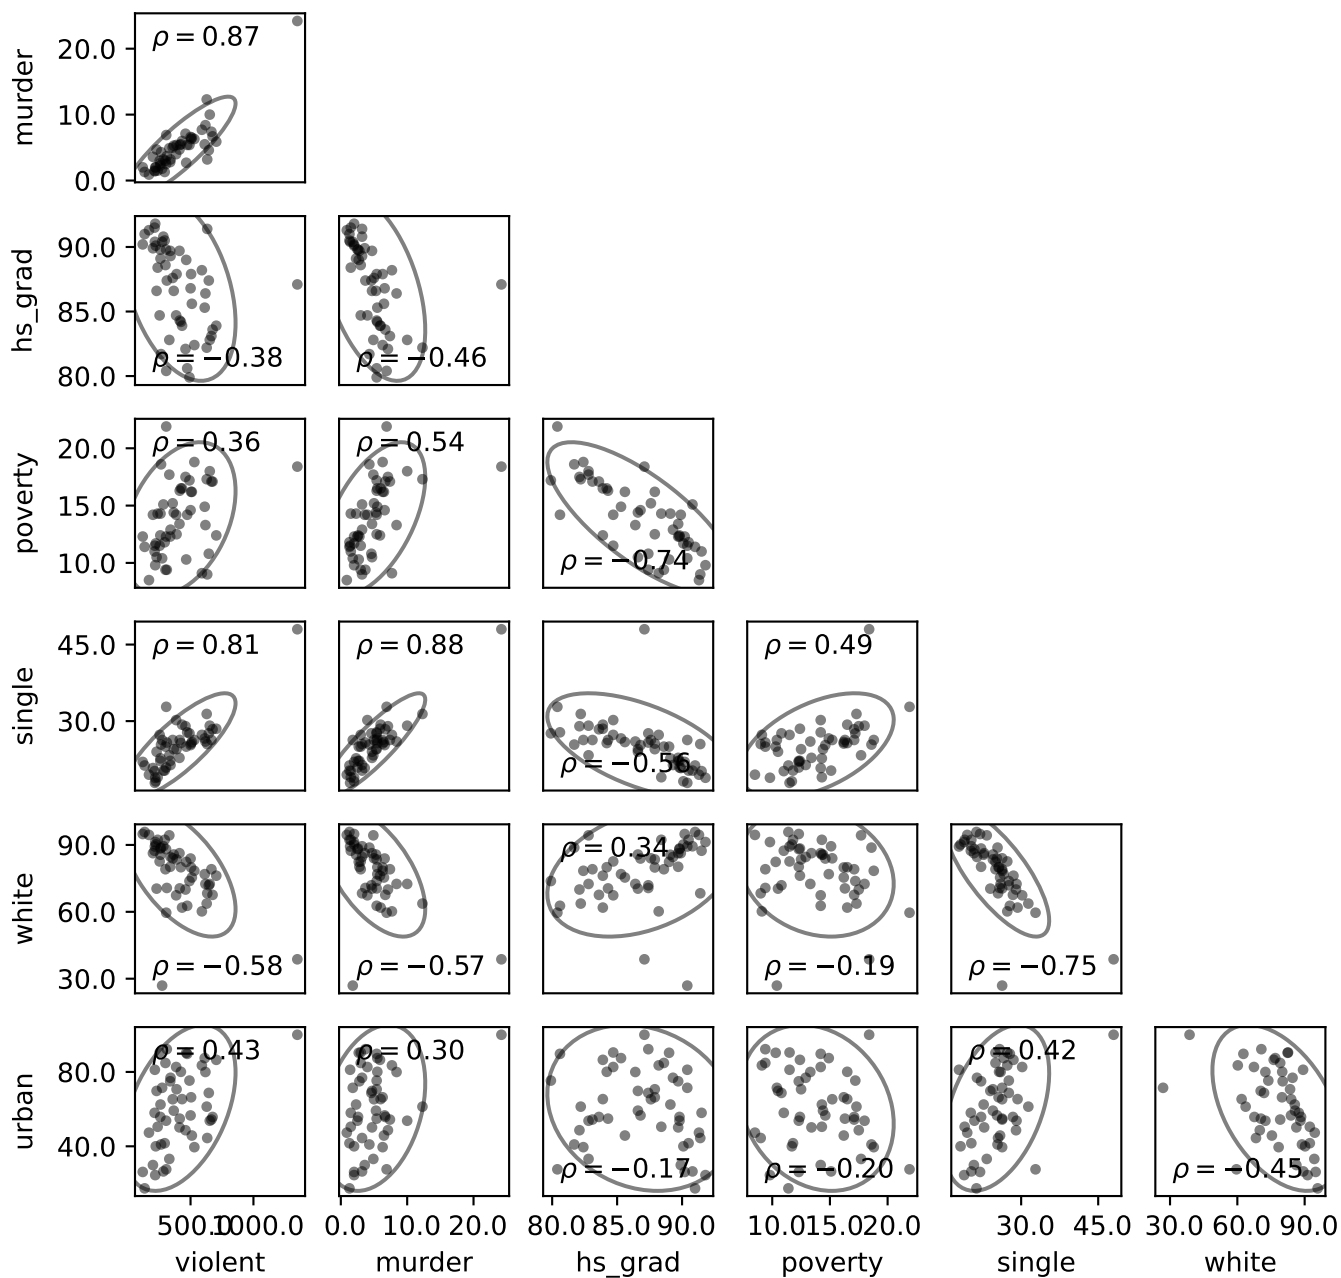 ρ = 0.87
20.0
10.0
0.0
murder
90.0
85.0
80.0
hs_grad
ρ = −0.38
ρ = −0.46
ρ = 0.36
ρ = 0.54
20.0
15.0
10.0
poverty
ρ = −0.74
ρ = 0.81
ρ = 0.88
ρ = 0.49
45.0
30.0
single
ρ = −0.56
90.0
60.0
30.0
white
ρ = 0.34
ρ = −0.58
ρ = −0.57
ρ = −0.19
ρ = −0.75
ρ = 0.43
ρ = 0.30
ρ = 0.42
80.0
40.0
urban
ρ = −0.17
ρ = −0.20
ρ = −0.45
500.0 1000.0 0.0 10.0 20.0 80.0 85.0 90.0 10.0 15.0 20.0 30.0 45.0 30.0 60.0 90.0
violent murder hs_grad poverty single white